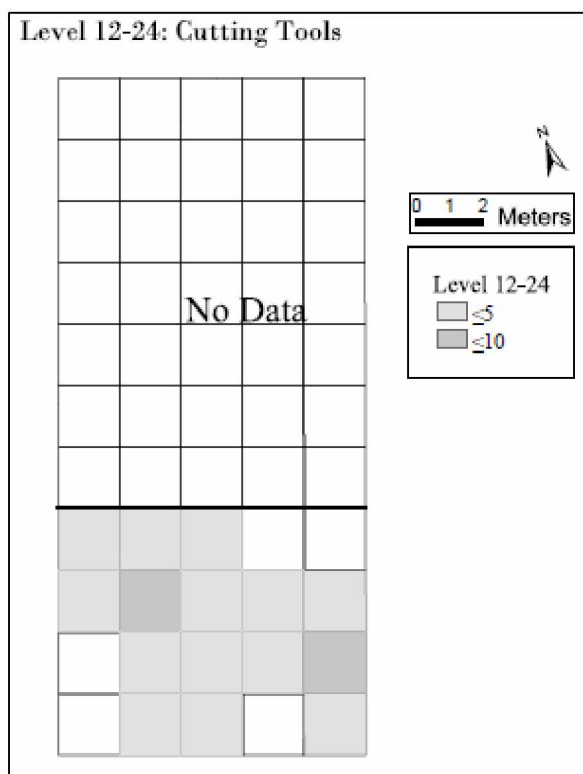 Level 12-24: Cutting Tools
N
0 1 2 Meters
Level 12-24
≤5
≤10
No Data